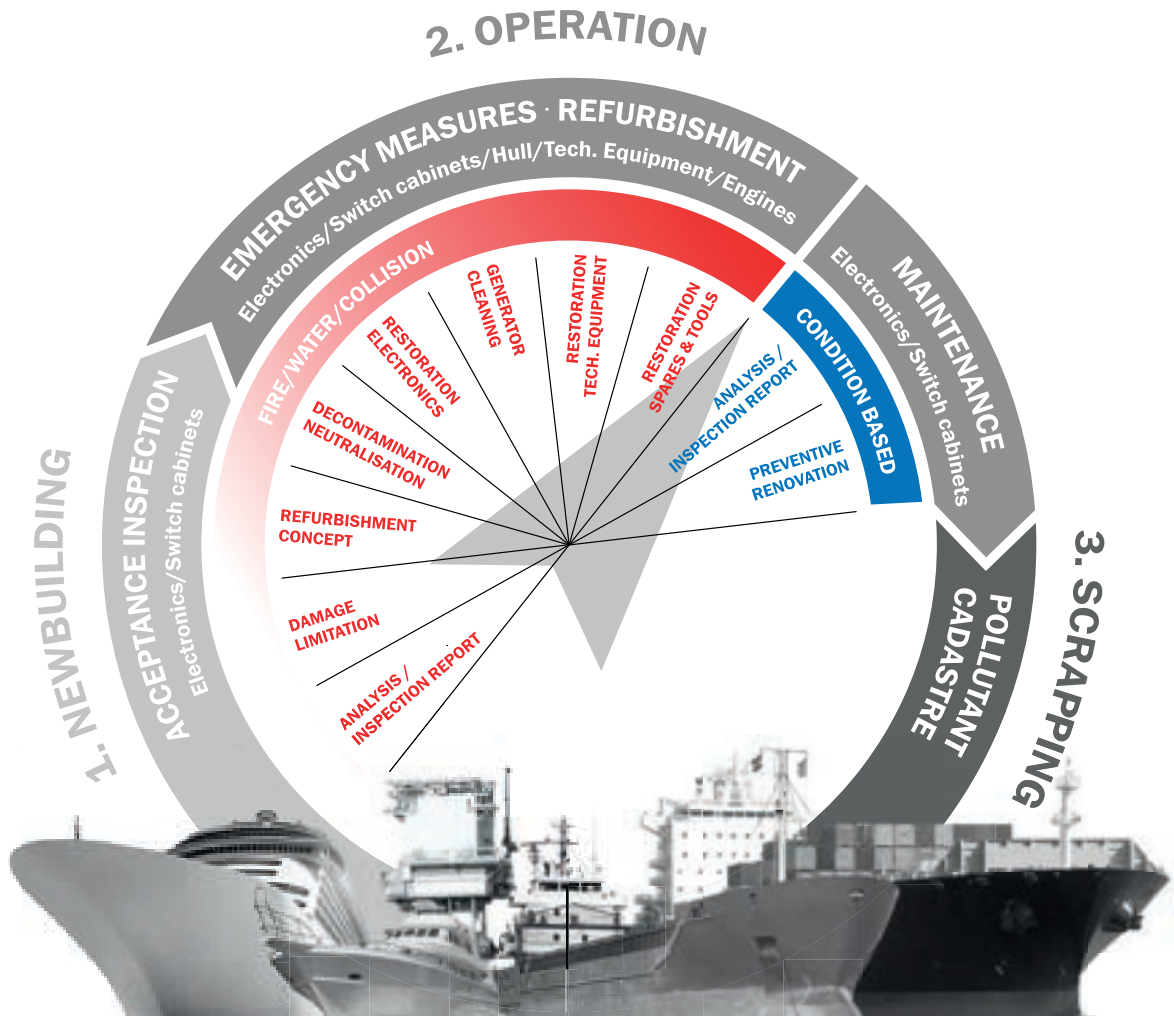 2. OPERATION
EMERGENCY MEASURES · REFURBISHMENT
Electronics/Switch cabinets/Hull/Tech. Equipment/Engines
MAINTENANCE
Electronics/Switch cabinets
1. NEWBUILDING
ACCEPTANCE INSPECTION
Electronics/Switch cabinets
3. SCRAPPING
POLLUTANT
CADASTRE
FIRE/WATER/COLLISION
CONDITION BASED
ANALYSIS /
INSPECTION REPORT
DAMAGE
LIMITATION
REFURBISHMENT
CONCEPT
DECONTAMINATION
NEUTRALISATION
RESTORATION
ELECTRONICS
GENERATOR
CLEANING
RESTORATION
TECH. EQUIPMENT
RESTORATION
SPARES & TOOLS
ANALYSIS /
INSPECTION REPORT
PREVENTIVE
RENOVATION